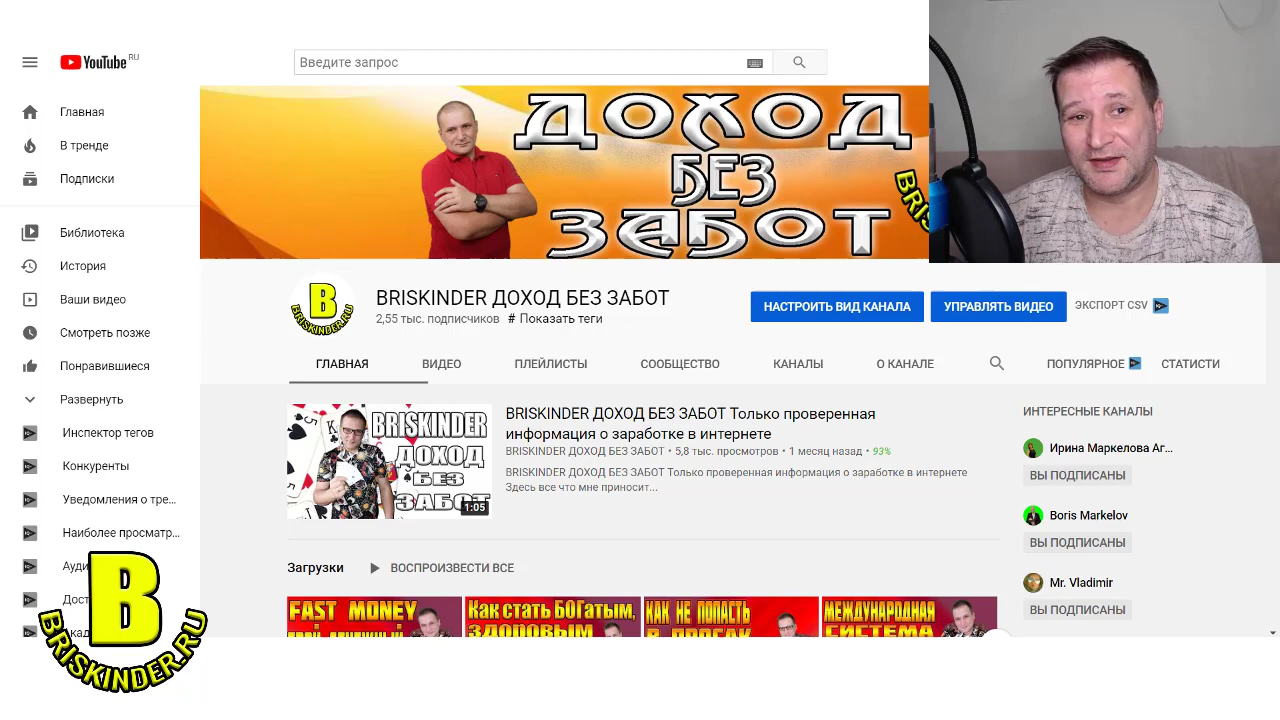 YouTube RU
Введите запрос
Главная
В тренде
Подписки
Библиотека
История
Ваши видео
Смотреть позже
Понравившиеся
Развернуть
Инспектор тегов
Конкуренты
Уведомления о тре...
Наиболее просматр...
ДОХОД
БЕЗ
ЗАБОТ
BRISKINDER ДОХОД БЕЗ ЗАБОТ
2,55 тыс. подписчиков # Показать теги
НАСТРОИТЬ ВИД КАНАЛА
УПРАВЛЯТЬ ВИДЕО
ЭКСПОРТ CSV
ГЛАВНАЯ ВИДЕО ПЛЕЙЛИСТЫ СООБЩЕСТВО КАНАЛЫ О КАНАЛЕ ПОПУЛЯРНОЕ СТАТИСТИ
BRISKINDER
ДОХОД
БЕЗ
ЗАБОТ
1:05
BRISKINDER ДОХОД БЕЗ ЗАБОТ Только проверенная
информация о заработке в интернете
BRISKINDER ДОХОД БЕЗ ЗАБОТ • 5,8 тыс. просмотров • 1 месяц назад • 93%
BRISKINDER ДОХОД БЕЗ ЗАБОТ Только проверенная информация о заработке в интернете
Здесь все что мне приносит...
ИНТЕРЕСНЫЕ КАНАЛЫ
Ирина Маркелова Аг...
ВЫ ПОДПИСАНЫ
Boris Markelov
ВЫ ПОДПИСАНЫ
Mr. Vladimir
ВЫ ПОДПИСАНЫ
Загрузки ВОСПРОИЗВЕСТИ ВСЕ
FAST MONEY
Как стать БОГатым,
ЗДОРОВЫМ
КАК НЕ ПОПАСТЬ
В ПРОСАК
МЕЖДУНАРОДНАЯ
СИСТЕМА
B
BRISKINDER.RU
B
BRISKINDER.RU